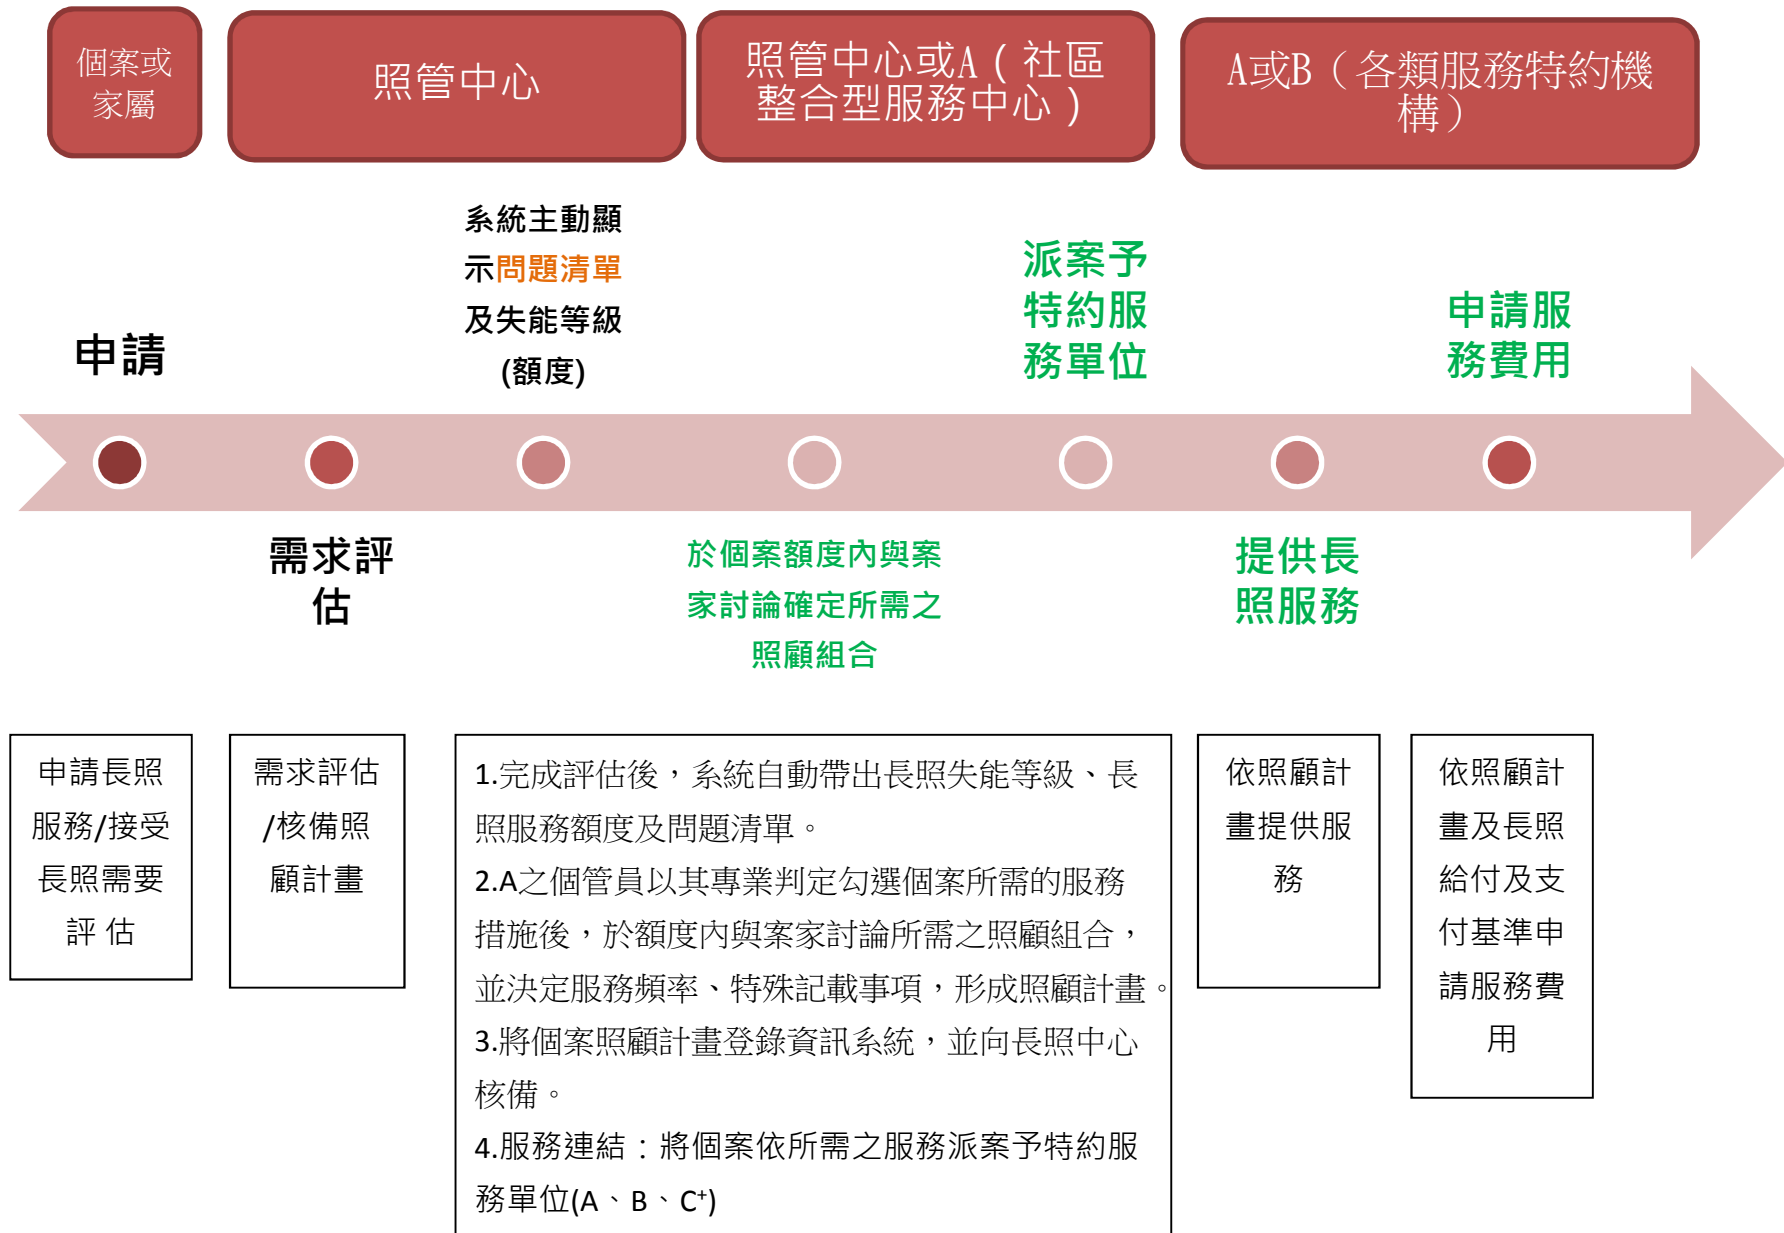 個案或
家屬
照管中心
照管中心或A（社區
整合型服務中心）
A或B（各類服務特約機
構）
系統主動顯
示問題清單
及失能等級
(額度)
申請
派案予
特約服
務單位
申請服
務費用
需求評
估
於個案額度內與案
家討論確定所需之
照顧組合
提供長
照服務
申請長照
服務/接受
長照需要
評 估
需求評估
/核備照
顧計畫
1.完成評估後，系統自動帶出長照失能等級、長
照服務額度及問題清單。
2.A之個管員以其專業判定勾選個案所需的服務
措施後，於額度內與案家討論所需之照顧組合，
並決定服務頻率、特殊記載事項，形成照顧計畫。
3.將個案照顧計畫登錄資訊系統，並向長照中心
核備。
4.服務連結：將個案依所需之服務派案予特約服
務單位(A、B、C⁺)
依照顧計
畫提供服
務
依照顧計
畫及長照
給付及支
付基準申
請服務費
用